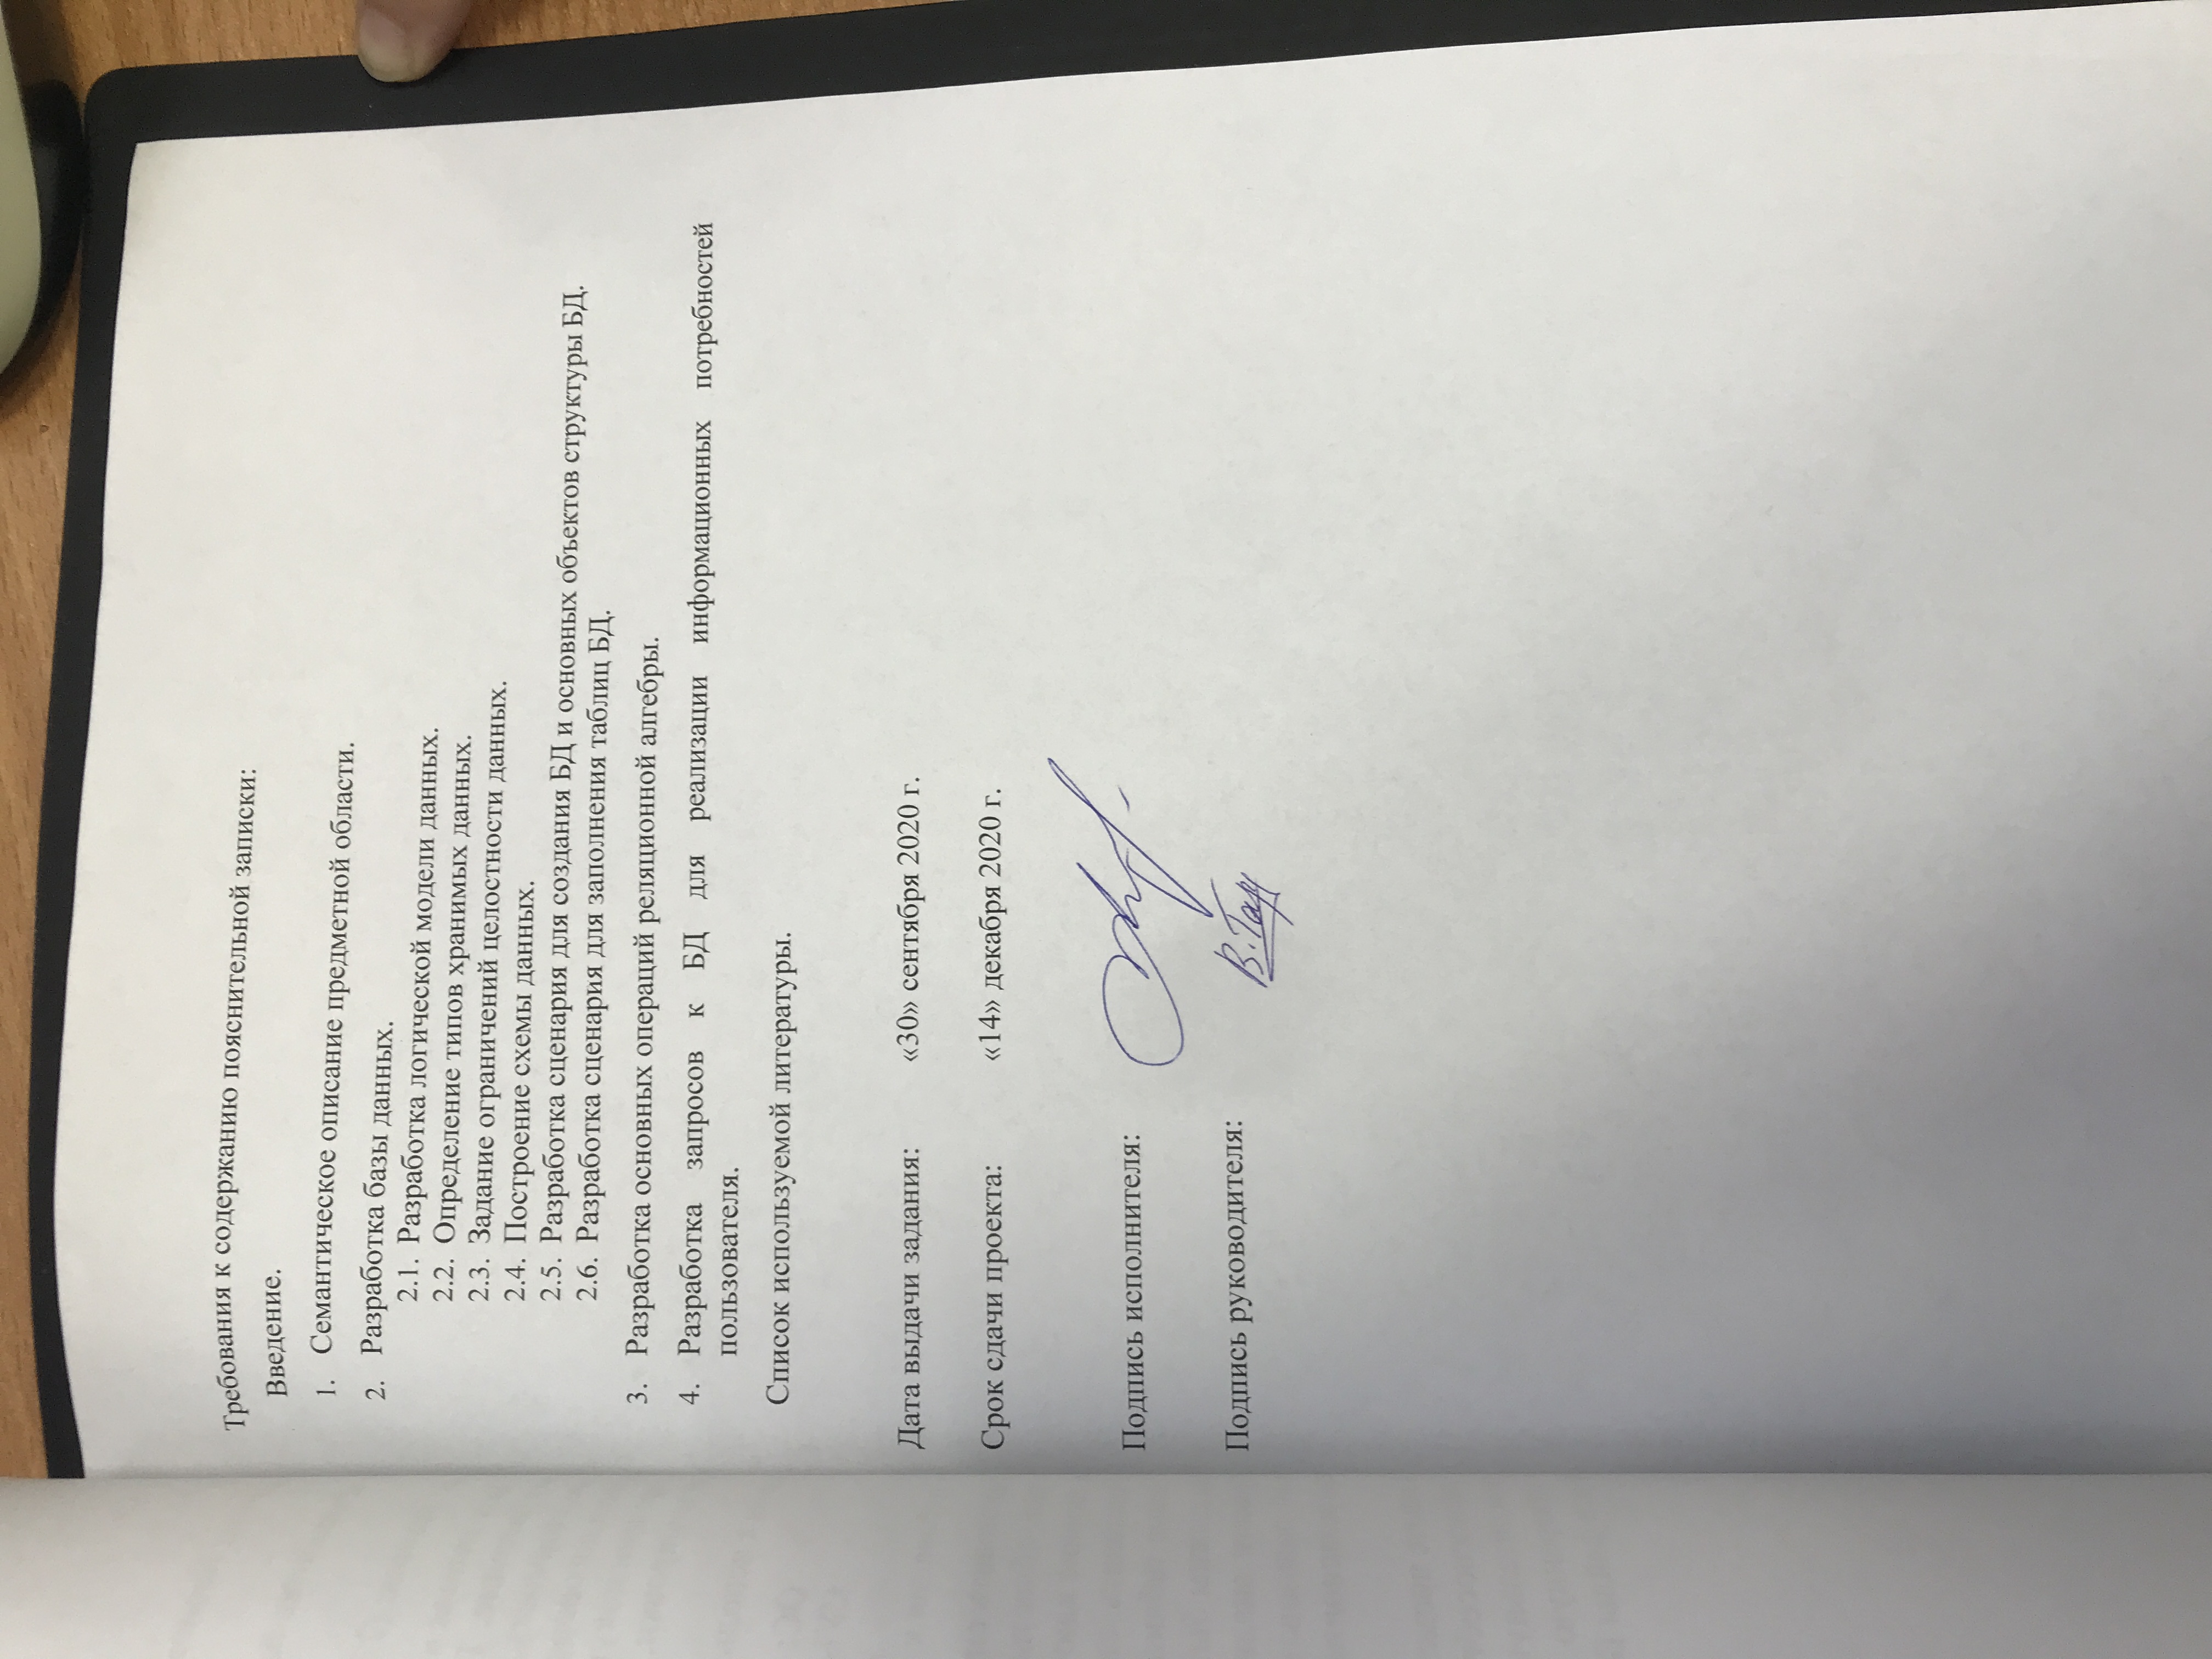 Требования к содержанию пояснительной записки:
Введение.
1. Семантическое описание предметной области.
2. Разработка базы данных.
2.1. Разработка логической модели данных.
2.2. Определение типов хранимых данных.
2.3. Задание ограничений целостности данных.
2.4. Построение схемы данных.
2.5. Разработка сценария для создания БД и основных объектов структуры БД.
2.6. Разработка сценария для заполнения таблиц БД.
3. Разработка основных операций реляционной алгебры.
4. Разработка запросов к БД для реализации информационных потребностей
пользователя.
Список используемой литературы.
Дата выдачи задания: «30» сентября 2020 г.
Срок сдачи проекта: «14» декабря 2020 г.
Подпись исполнителя:
Подпись руководителя: